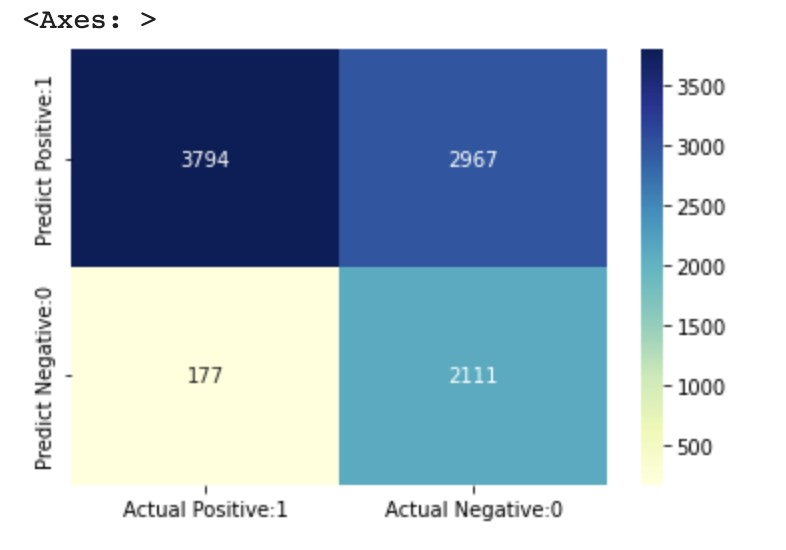 <Axes: >
Predict Positive:1
3794
2967
Predict Negative:0
177
2111
Actual Positive:1
Actual Negative:0
3500
3000
2500
2000
1500
1000
500